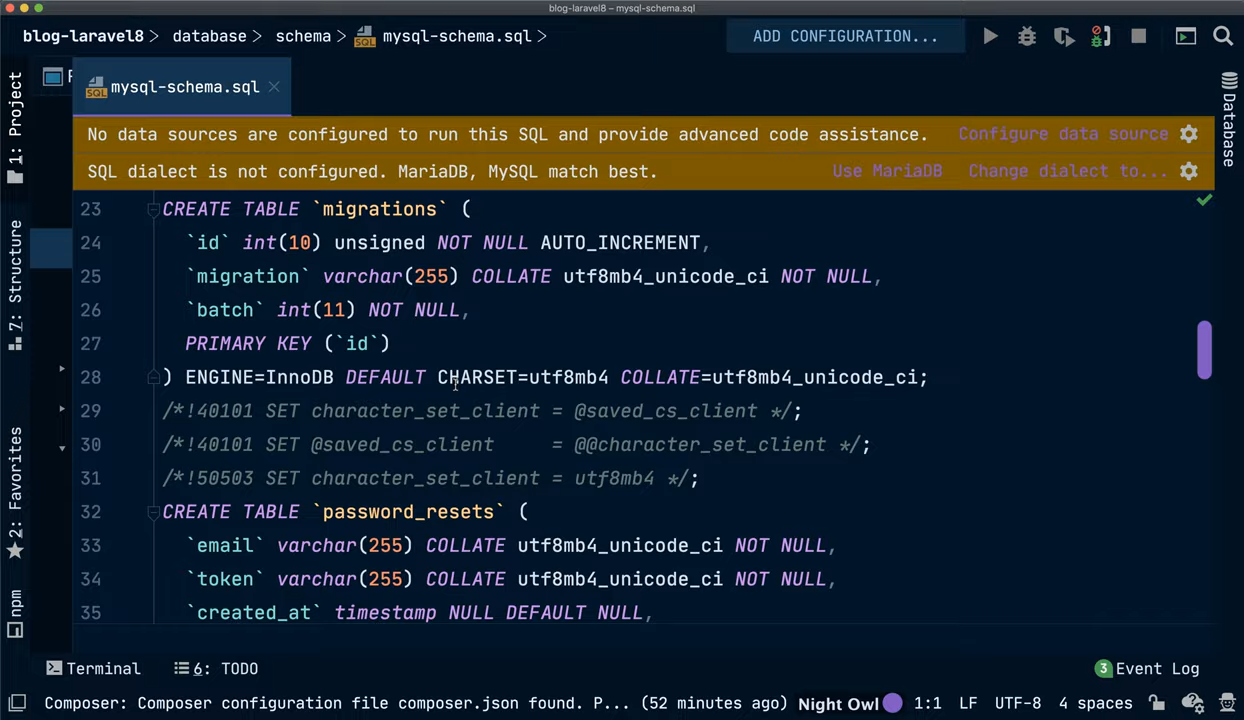 blog-laravel8 – mysql-schema.sql
blog-laravel8 > database > schema > mysql-schema.sql >
ADD CONFIGURATION...
mysql-schema.sql
No data sources are configured to run this SQL and provide advanced code assistance. Configure data source
SQL dialect is not configured. MariaDB, MySQL match best. Use MariaDB Change dialect to...
23 CREATE TABLE `migrations` (
24 `id` int(10) unsigned NOT NULL AUTO_INCREMENT,
25 `migration` varchar(255) COLLATE utf8mb4_unicode_ci NOT NULL,
26 `batch` int(11) NOT NULL,
27 PRIMARY KEY (`id`)
28 ) ENGINE=InnoDB DEFAULT CHARSET=utf8mb4 COLLATE=utf8mb4_unicode_ci;
29 /*!40101 SET character_set_client = @saved_cs_client */;
30 /*!40101 SET @saved_cs_client     = @@character_set_client */;
31 /*!50503 SET character_set_client = utf8mb4 */;
32 CREATE TABLE `password_resets` (
33 `email` varchar(255) COLLATE utf8mb4_unicode_ci NOT NULL,
34 `token` varchar(255) COLLATE utf8mb4_unicode_ci NOT NULL,
35 `created_at` timestamp NULL DEFAULT NULL,
1: Project
7: Structure
2: Favorites
npm
Database
Terminal
6: TODO
3 Event Log
Composer: Composer configuration file composer.json found. P... (52 minutes ago) Night Owl 1:1 LF UTF-8 4 spaces